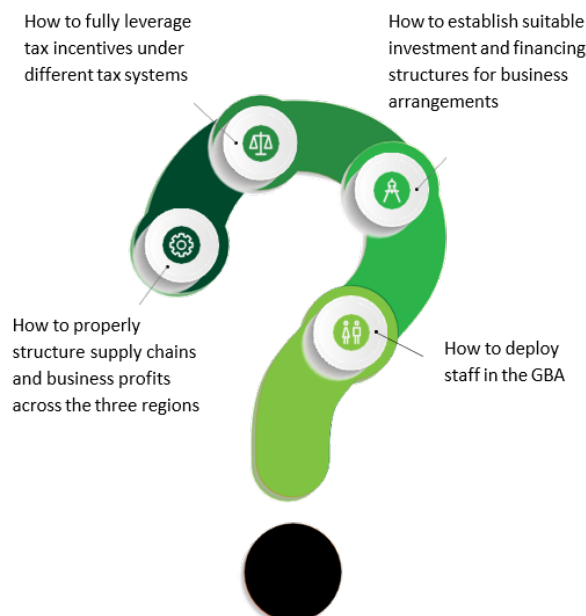 How to fully leverage
tax incentives under
different tax systems
How to establish suitable
investment and financing
structures for business
arrangements
How to properly
structure supply chains
and business profits
across the three regions
How to deploy
staff in the GBA